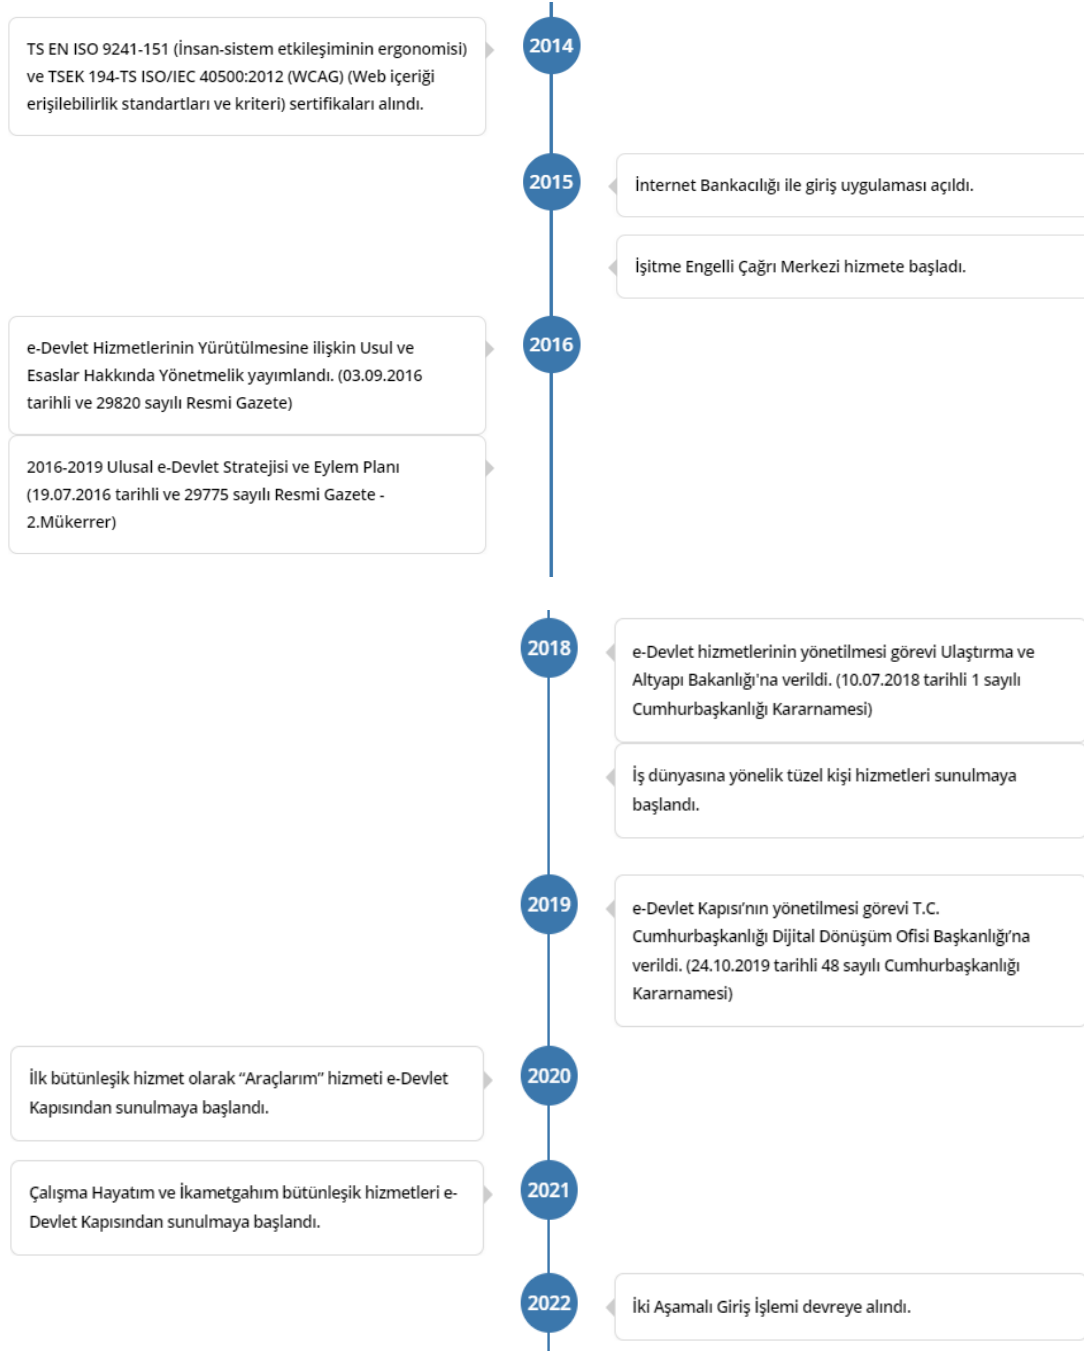 2014
TS EN ISO 9241-151 (İnsan-sistem etkileşiminin ergonomisi)
ve TSEK 194-TS ISO/IEC 40500:2012 (WCAG) (Web içeriği
erişilebilirlik standartları ve kriteri) sertifikaları alındı.
2015
İnternet Bankacılığı ile giriş uygulaması açıldı.
İşitme Engelli Çağrı Merkezi hizmete başladı.
2016
e-Devlet Hizmetlerinin Yürütülmesine ilişkin Usul ve
Esaslar Hakkında Yönetmelik yayımlandı. (03.09.2016
tarihli ve 29820 sayılı Resmi Gazete)
2016-2019 Ulusal e-Devlet Stratejisi ve Eylem Planı
(19.07.2016 tarihli ve 29775 sayılı Resmi Gazete -
2.Mükerrer)
2018
e-Devlet hizmetlerinin yönetilmesi görevi Ulaştırma ve
Altyapı Bakanlığı'na verildi. (10.07.2018 tarihli 1 sayılı
Cumhurbaşkanlığı Kararnamesi)
İş dünyasına yönelik tüzel kişi hizmetleri sunulmaya
başlandı.
2019
e-Devlet Kapısı’nın yönetilmesi görevi T.C.
Cumhurbaşkanlığı Dijital Dönüşüm Ofisi Başkanlığı’na
verildi. (24.10.2019 tarihli 48 sayılı Cumhurbaşkanlığı
Kararnamesi)
2020
İlk bütünleşik hizmet olarak “Araçlarım” hizmeti e-Devlet
Kapısından sunulmaya başlandı.
2021
Çalışma Hayatım ve İkametgahım bütünleşik hizmetleri e-
Devlet Kapısından sunulmaya başlandı.
2022
İki Aşamalı Giriş İşlemi devreye alındı.